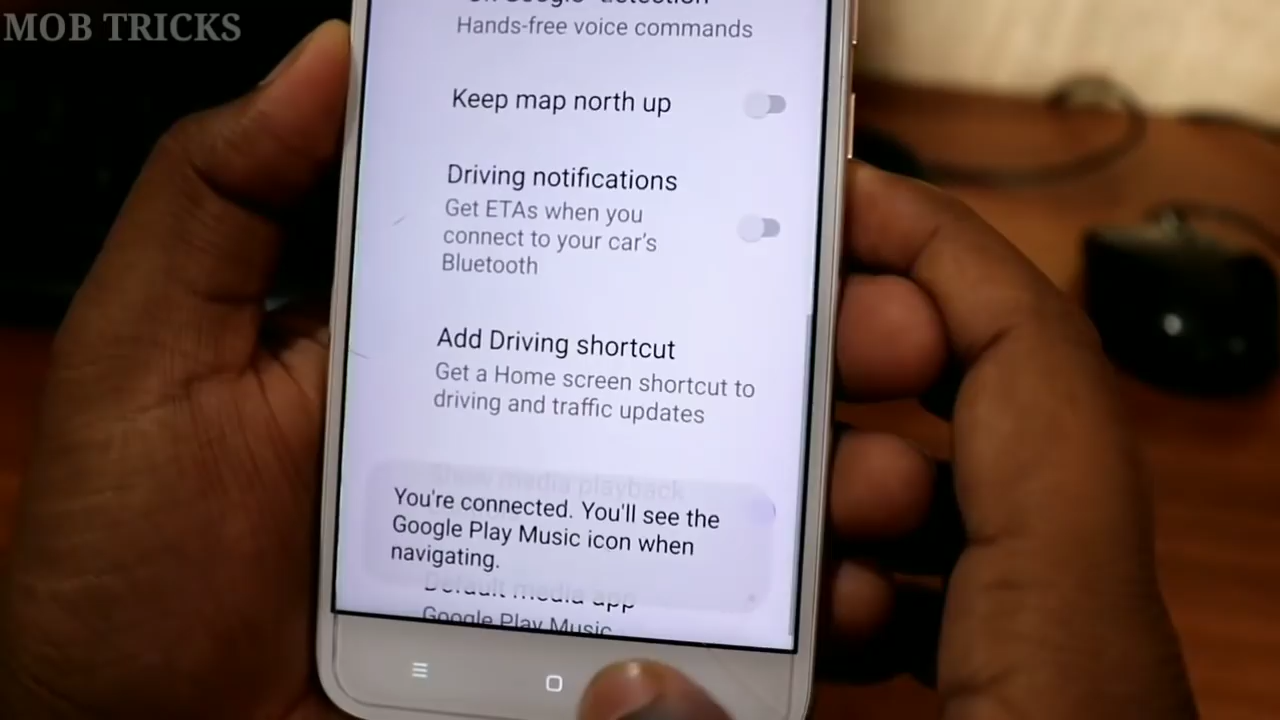 MOB TRICKS
Hands-free voice commands
Keep map north up
Driving notifications
Get ETAs when you
connect to your car's
Bluetooth
Add Driving shortcut
Get a Home screen shortcut to
driving and traffic updates
Show media playback
You're connected. You'll see the
Google Play Music icon when
navigating.
Default media app
Google Play Music